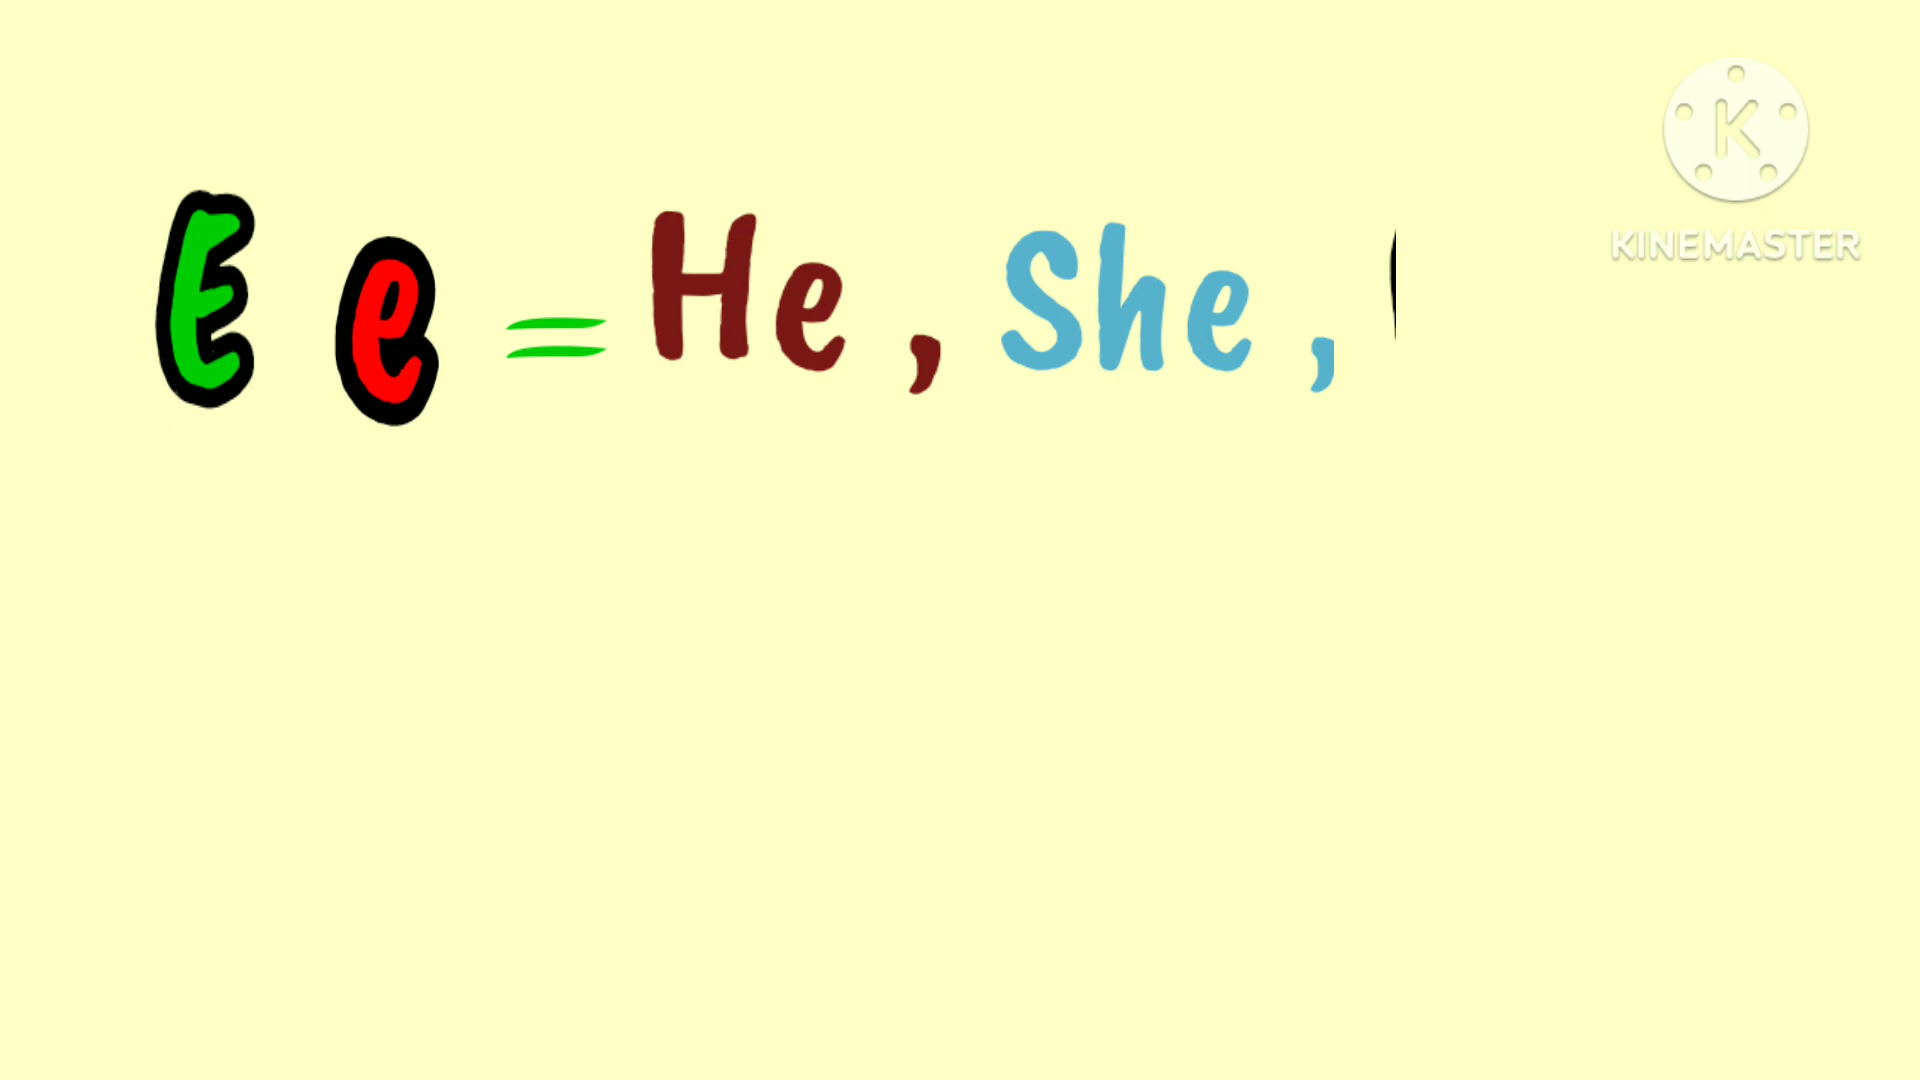 E e = He , She ,
K
KINEMASTER